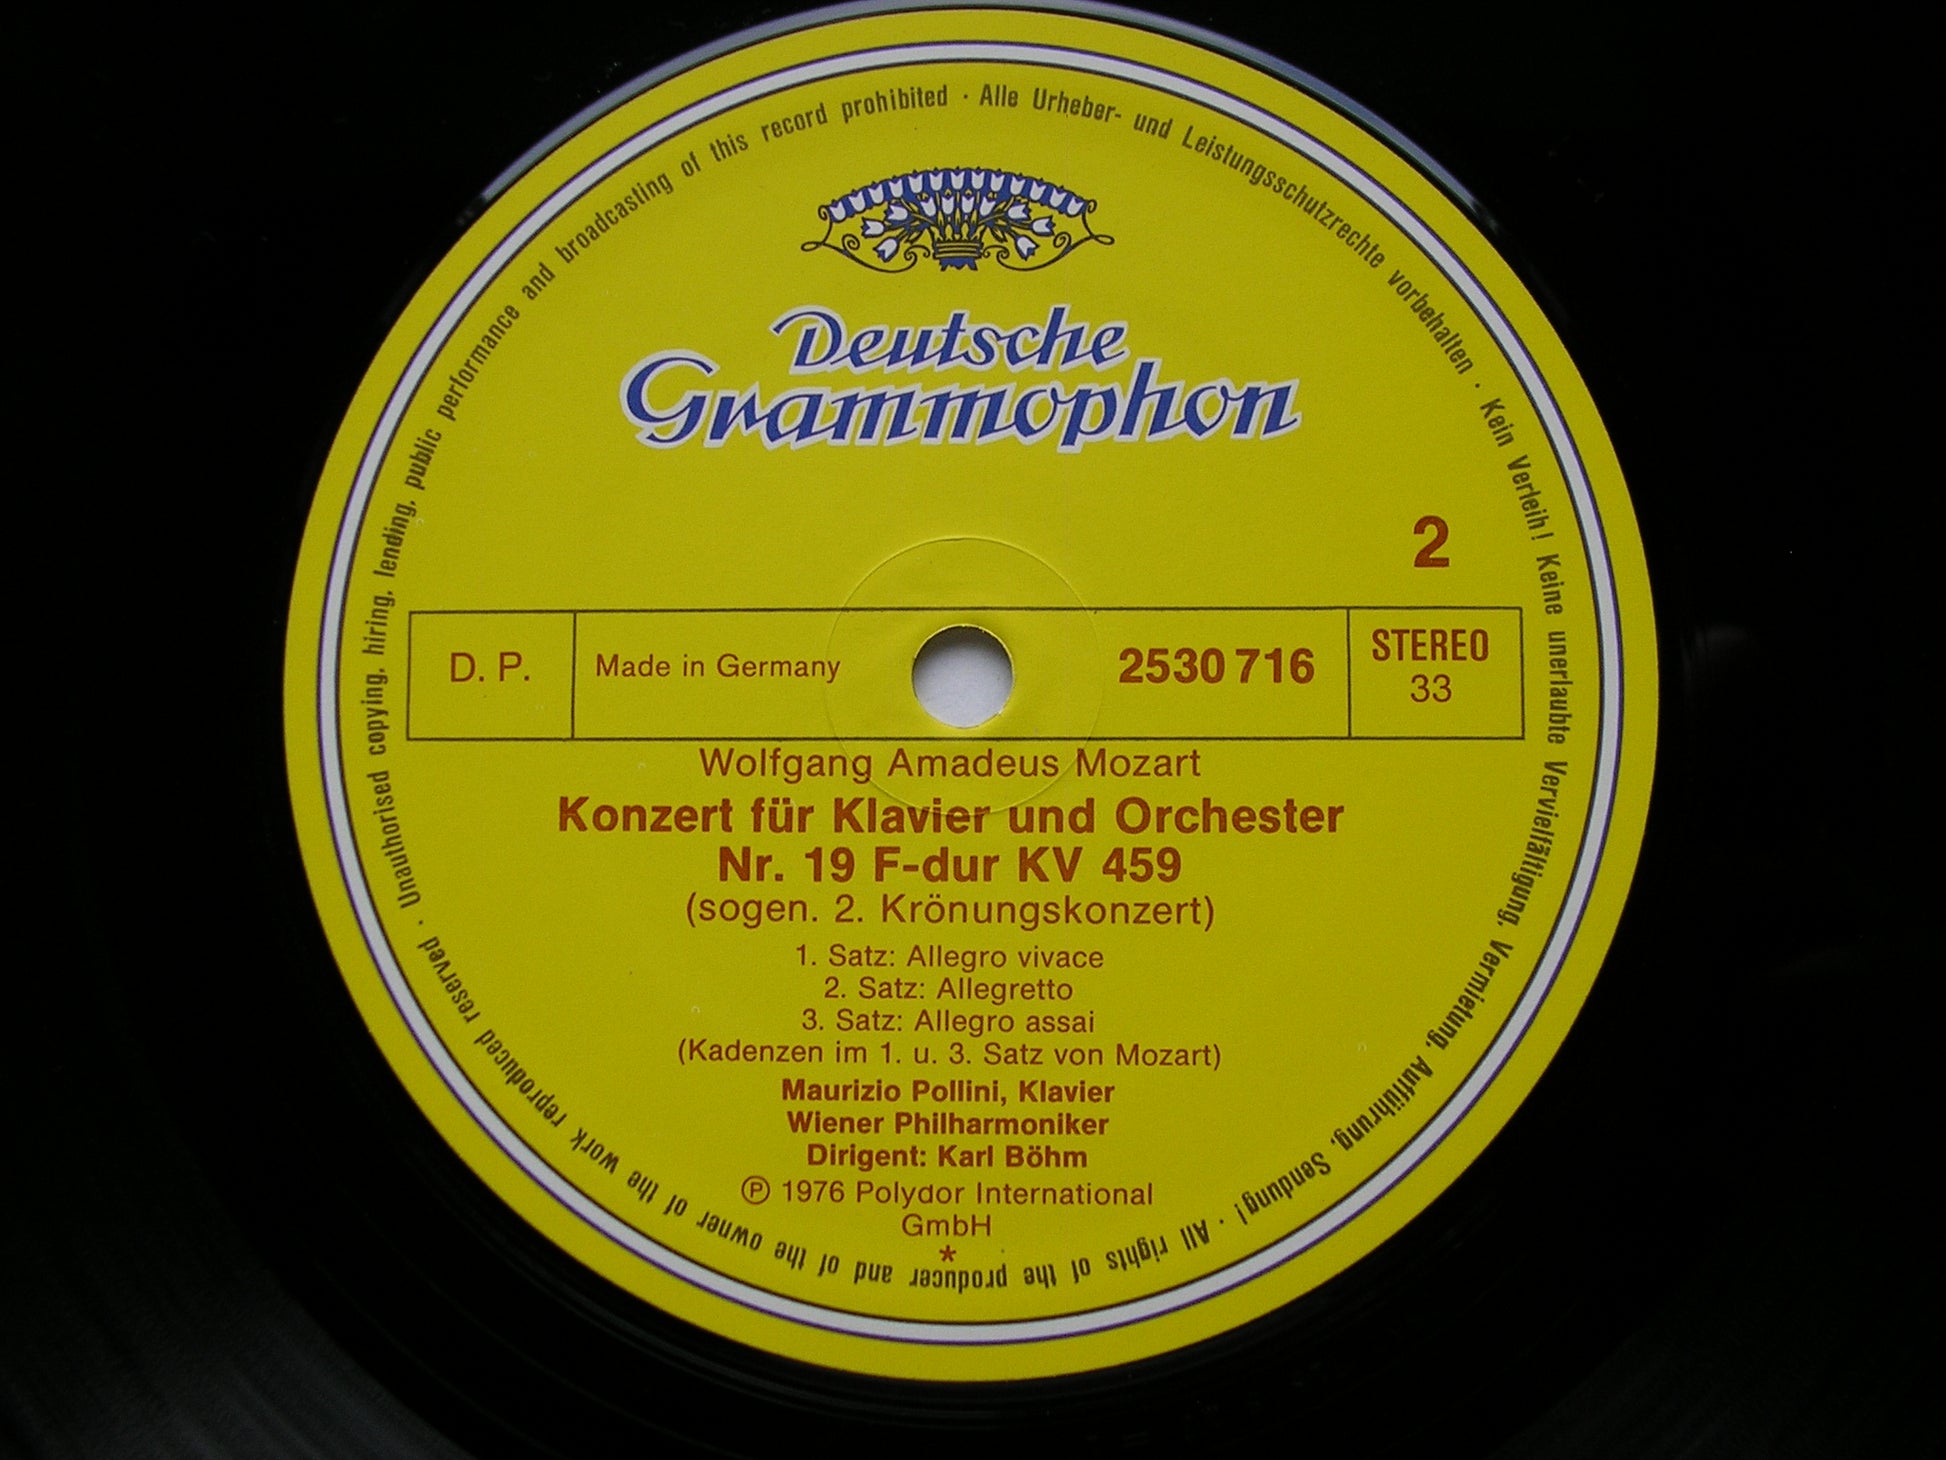 Alle Urheber- und Leistungsschutzrechte vorbehalten · Kein Verleih! Keine unerlaubte Vervielfältigung, Vermietung, Aufführung, Sendung! · All rights of the producer and of the owner of the work reproduced reserved · Unauthorised copying, hiring, lending, public performance and broadcasting of this record prohibited ·
Deutsche
Grammophon
2
D. P.
Made in Germany
2530 716
STEREO
33
Wolfgang Amadeus Mozart
Konzert für Klavier und Orchester
Nr. 19 F-dur KV 459
(sogen. 2. Krönungskonzert)
1. Satz: Allegro vivace
2. Satz: Allegretto
3. Satz: Allegro assai
(Kadenzen im 1. u. 3. Satz von Mozart)
Maurizio Pollini, Klavier
Wiener Philharmoniker
Dirigent: Karl Böhm
Ⓟ 1976 Polydor International
GmbH
*